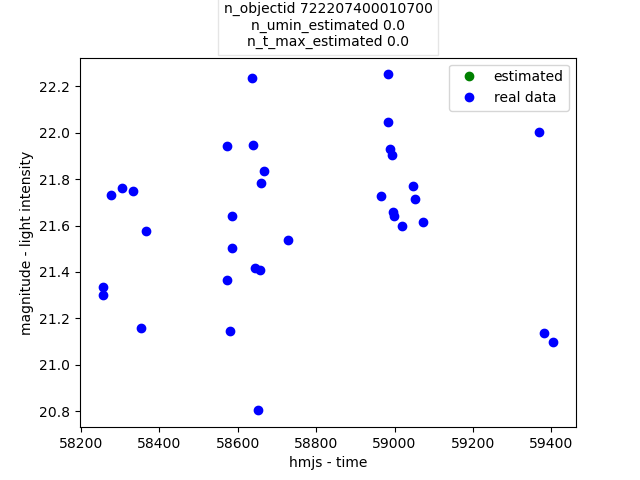 n_objectid 722207400010700
n_umin_estimated 0.0
n_t_max_estimated 0.0
estimated
real data
22.2
22.0
21.8
21.6
21.4
21.2
21.0
20.8
magnitude - light intensity
58200 58400 58600 58800 59000 59200 59400
hmjs - time